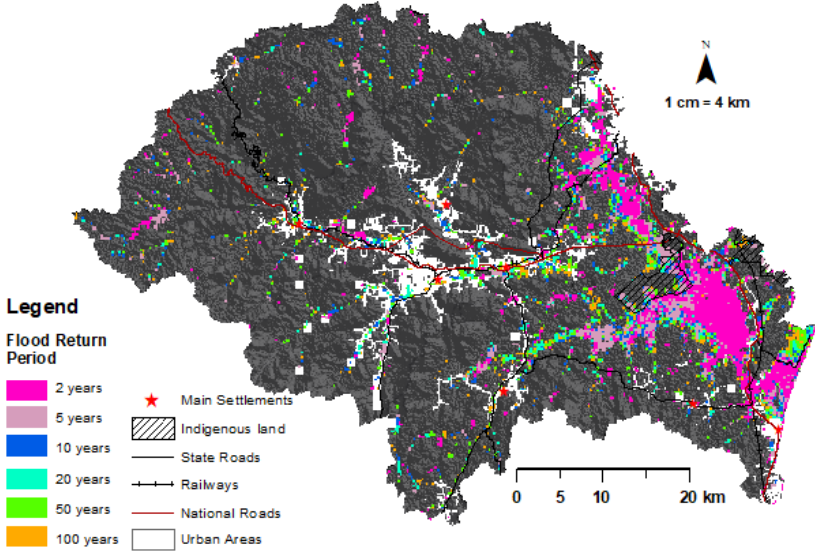 N
1 cm = 4 km
Legend
Flood Return
Period
2 years
5 years
10 years
20 years
50 years
100 years
Main Settlements
Indigenous land
State Roads
Railways
National Roads
Urban Areas
0 5 10 20 km